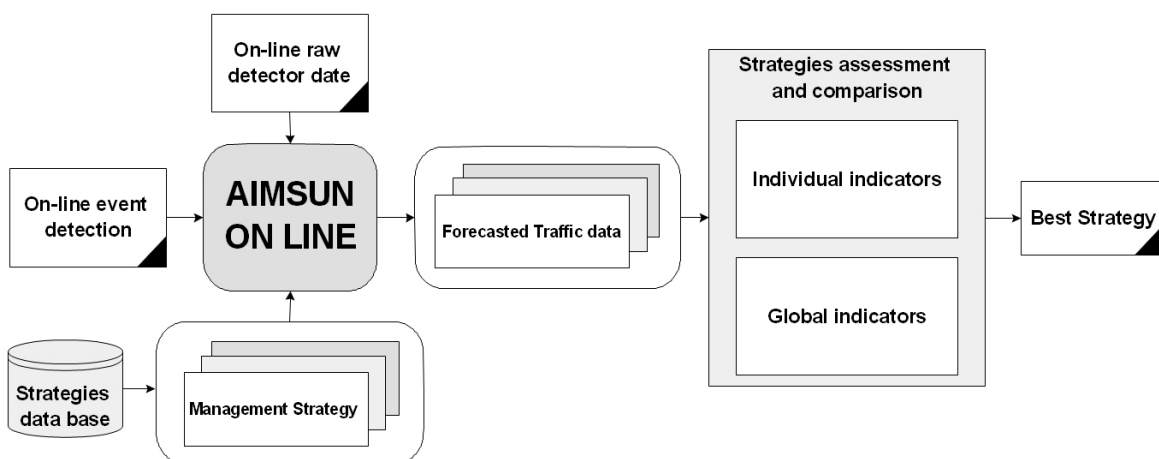 On-line raw
detector date
Strategies assessment
and comparison
AIMSUN
ON LINE
On-line event
detection
Forecasted Traffic data
Individual indicators
Best Strategy
Global indicators
Strategies
data base
Management Strategy